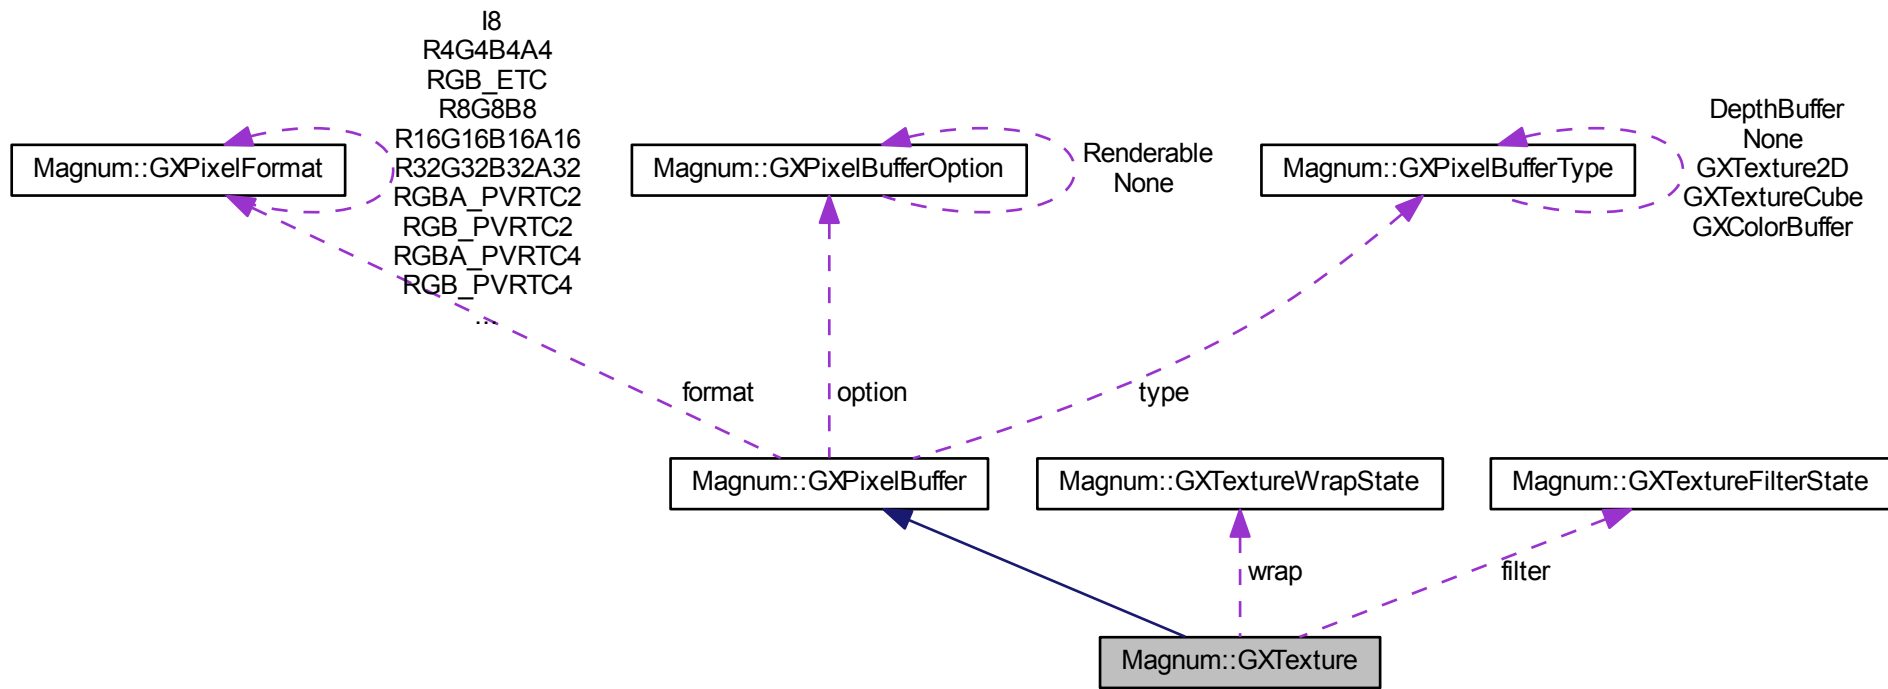 I8
R4G4B4A4
RGB_ETC
R8G8B8
R16G16B16A16
R32G32B32A32
RGBA_PVRTC2
RGB_PVRTC2
RGBA_PVRTC4
RGB_PVRTC4
...
Magnum::GXPixelFormat
Magnum::GXPixelBufferOption
Renderable
None
Magnum::GXPixelBufferType
DepthBuffer
None
GXTexture2D
GXTextureCube
GXColorBuffer
format
option
type
Magnum::GXPixelBuffer
Magnum::GXTextureWrapState
Magnum::GXTextureFilterState
wrap
filter
Magnum::GXTexture